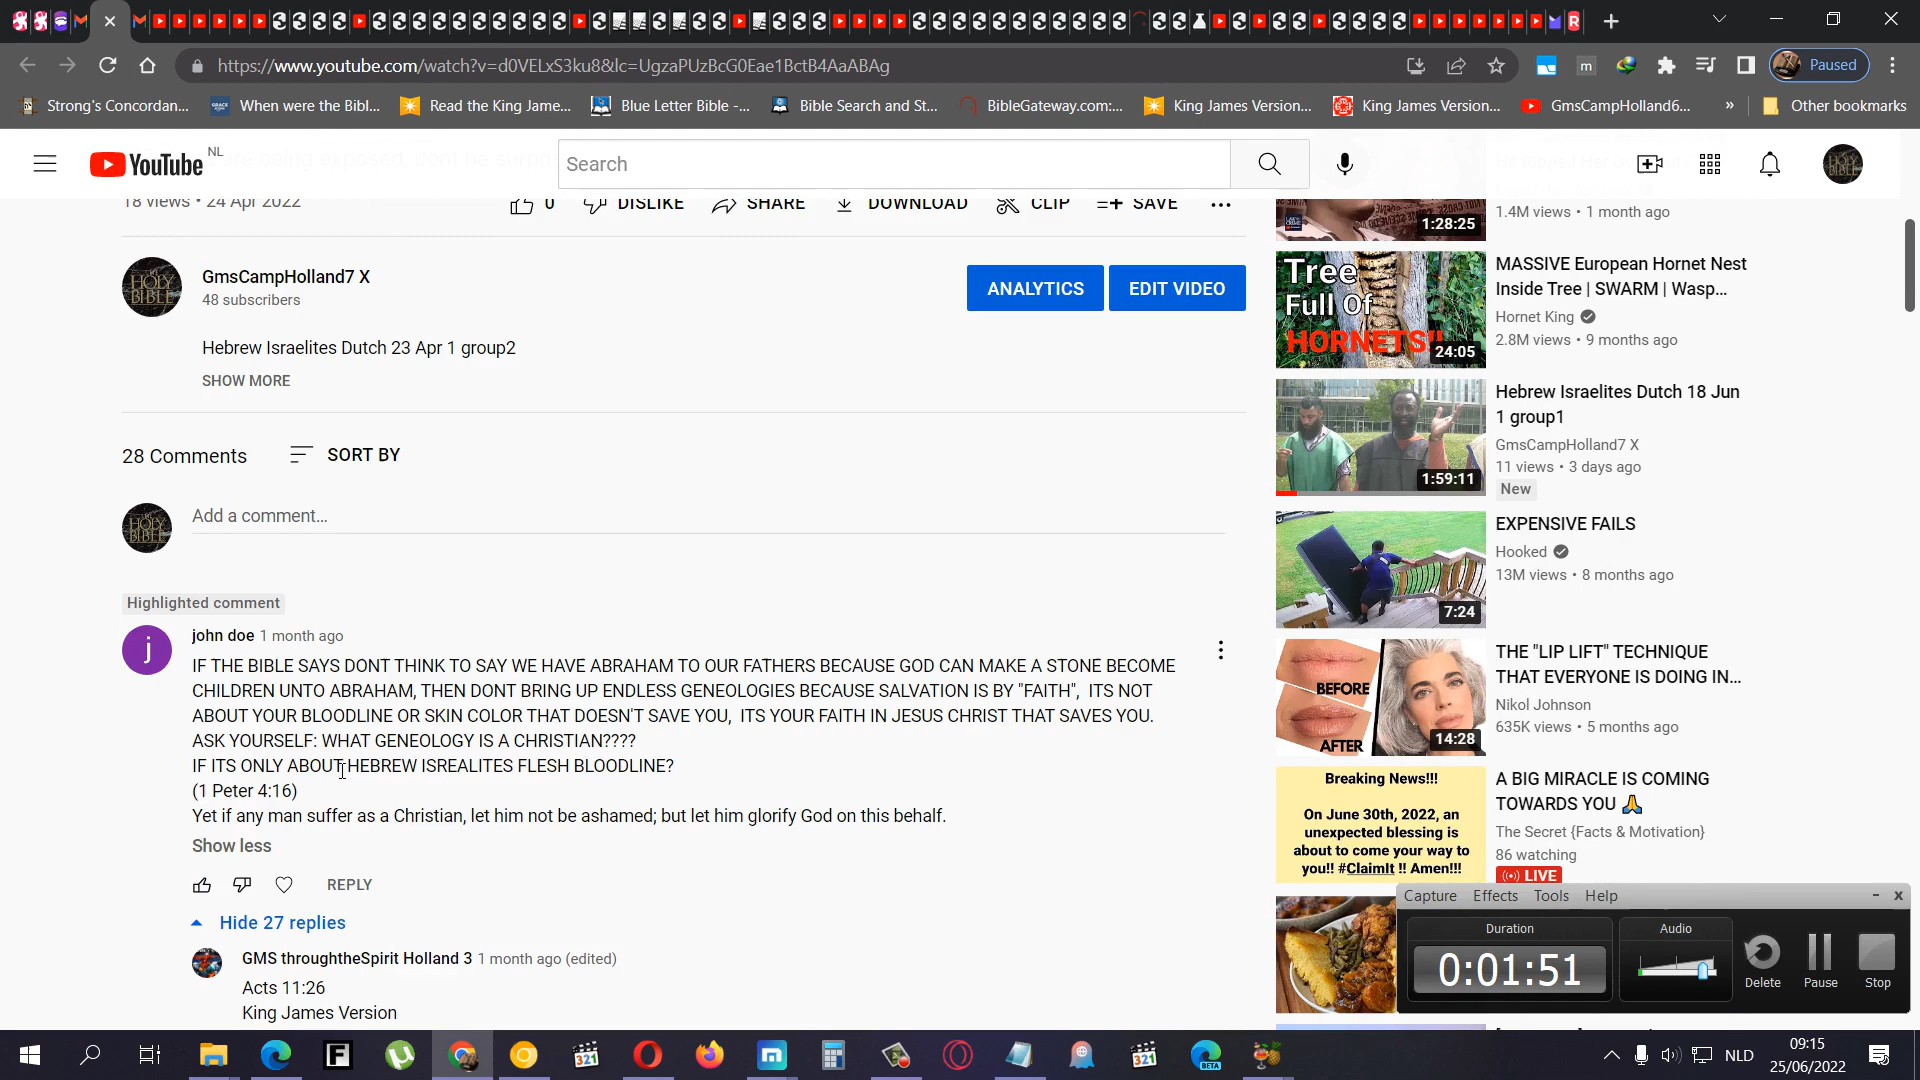 https://www.youtube.com/watch?v=d0VELxS3ku8&lc=UgzaPUzBcG0Eae1BctB4AaABAg
Paused
Strong's Concordan...
When were the Bibl...
Read the King Jame...
Blue Letter Bible -...
Bible Search and St...
BibleGateway.com:...
King James Version...
King James Version...
GmsCampHolland6...
»
Other bookmarks
YouTube NL
Search
18 views • 24 Apr 2022
0
DISLIKE
SHARE
DOWNLOAD
CLIP
SAVE
GmsCampHolland7 X
48 subscribers
ANALYTICS
EDIT VIDEO
Hebrew Israelites Dutch 23 Apr 1 group2
SHOW MORE
28 Comments
SORT BY
Add a comment...
Highlighted comment
john doe 1 month ago
IF THE BIBLE SAYS DONT THINK TO SAY WE HAVE ABRAHAM TO OUR FATHERS BECAUSE GOD CAN MAKE A STONE BECOME
CHILDREN UNTO ABRAHAM, THEN DONT BRING UP ENDLESS GENEOLOGIES BECAUSE SALVATION IS BY "FAITH", ITS NOT
ABOUT YOUR BLOODLINE OR SKIN COLOR THAT DOESN'T SAVE YOU, ITS YOUR FAITH IN JESUS CHRIST THAT SAVES YOU.
ASK YOURSELF: WHAT GENEOLOGY IS A CHRISTIAN????
IF ITS ONLY ABOUT HEBREW ISREALITES FLESH BLOODLINE?
(1 Peter 4:16)
Yet if any man suffer as a Christian, let him not be ashamed; but let him glorify God on this behalf.
Show less
REPLY
Hide 27 replies
GMS throughtheSpirit Holland 3 1 month ago (edited)
Acts 11:26
King James Version
1:28:25
1.4M views • 1 month ago
Tree
Full Of
HORNETS!!
24:05
MASSIVE European Hornet Nest
Inside Tree | SWARM | Wasp...
Hornet King
2.8M views • 9 months ago
1:59:11
Hebrew Israelites Dutch 18 Jun
1 group1
GmsCampHolland7 X
11 views • 3 days ago
New
7:24
EXPENSIVE FAILS
Hooked
13M views • 8 months ago
BEFORE
AFTER
14:28
THE "LIP LIFT" TECHNIQUE
THAT EVERYONE IS DOING IN...
Nikol Johnson
635K views • 5 months ago
Breaking News!!!
On June 30th, 2022, an
unexpected blessing is
about to come your way to
you!! #ClaimIt !! Amen!!!
A BIG MIRACLE IS COMING
TOWARDS YOU 🙏
The Secret {Facts & Motivation}
86 watching
LIVE
Capture Effects Tools Help
Duration
0:01:51
Audio
Delete
Pause
Stop
NLD
09:15
25/06/2022